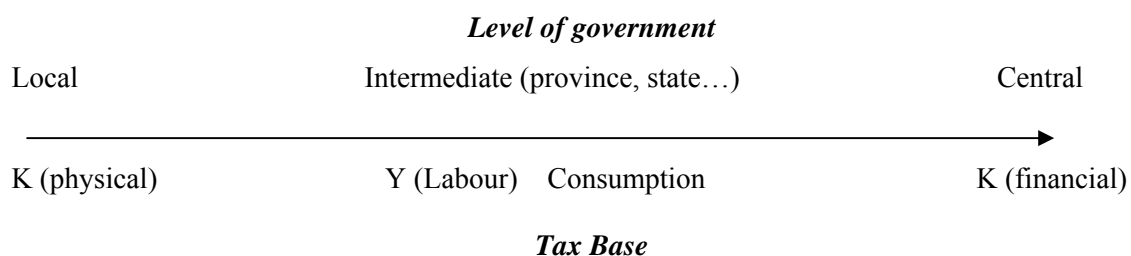 Level of government
Local Intermediate (province, state…) Central
K (physical) Y (Labour) Consumption K (financial)
Tax Base